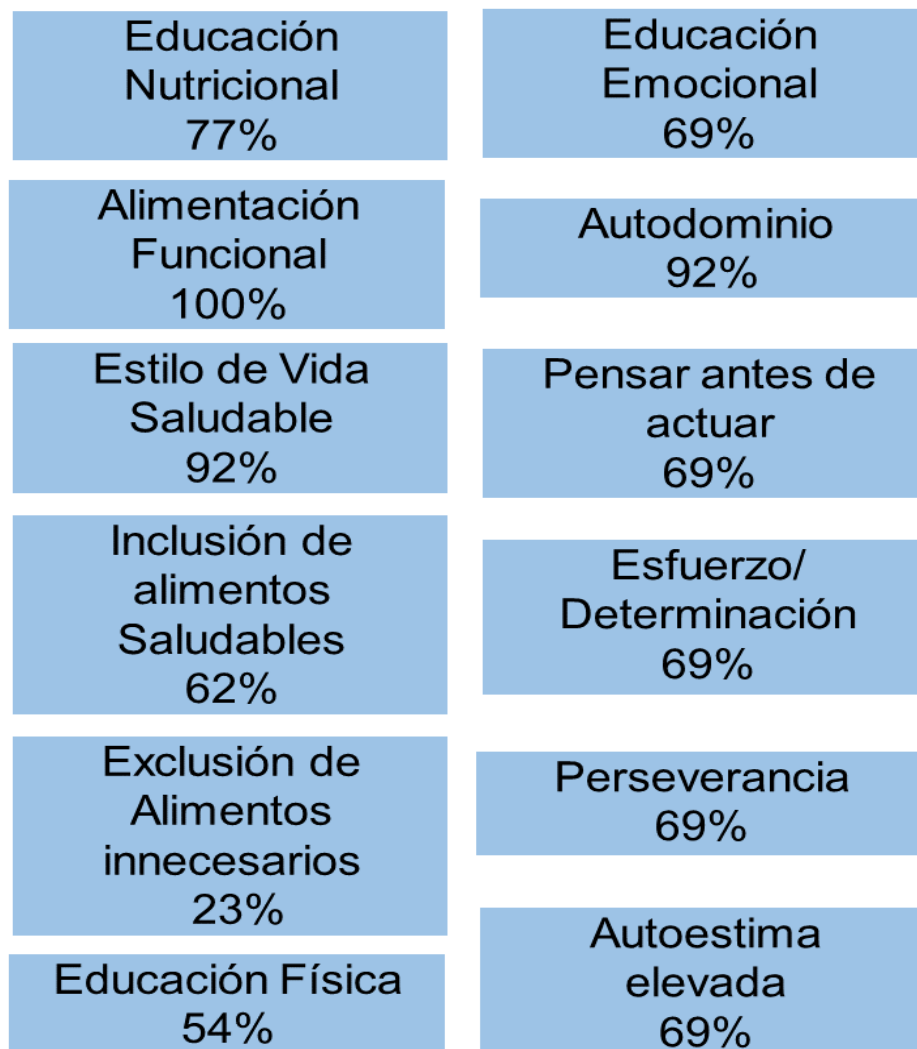 Educación
Nutricional
77%
Alimentación
Funcional
100%
Estilo de Vida
Saludable
92%
Inclusión de
alimentos
Saludables
62%
Exclusión de
Alimentos
innecesarios
23%
Educación Física
54%
Educación
Emocional
69%
Autodominio
92%
Pensar antes de
actuar
69%
Esfuerzo/
Determinación
69%
Perseverancia
69%
Autoestima
elevada
69%